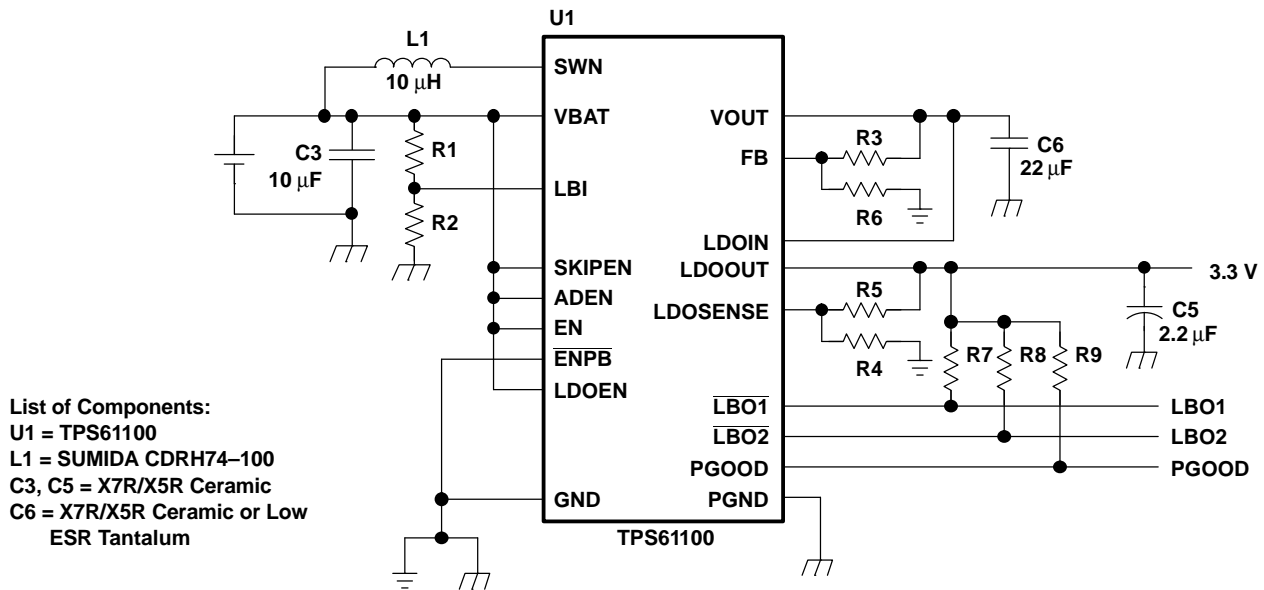 U1
L1
10 μH
SWN
VBAT
VOUT
C3
10 μF
R1
R3
C6
22 μF
FB
LBI
R2
R6
LDOIN
SKIPEN
LDOOUT
3.3 V
ADEN
R5
LDOSENSE
C5
2.2 μF
EN
R4
R7
R8
R9
ENPB
LDOEN
List of Components:
U1 = TPS61100
L1 = SUMIDA CDRH74–100
C3, C5 = X7R/X5R Ceramic
C6 = X7R/X5R Ceramic or Low
ESR Tantalum
LBO1
LBO1
LBO2
LBO2
PGOOD
PGOOD
GND
PGND
TPS61100